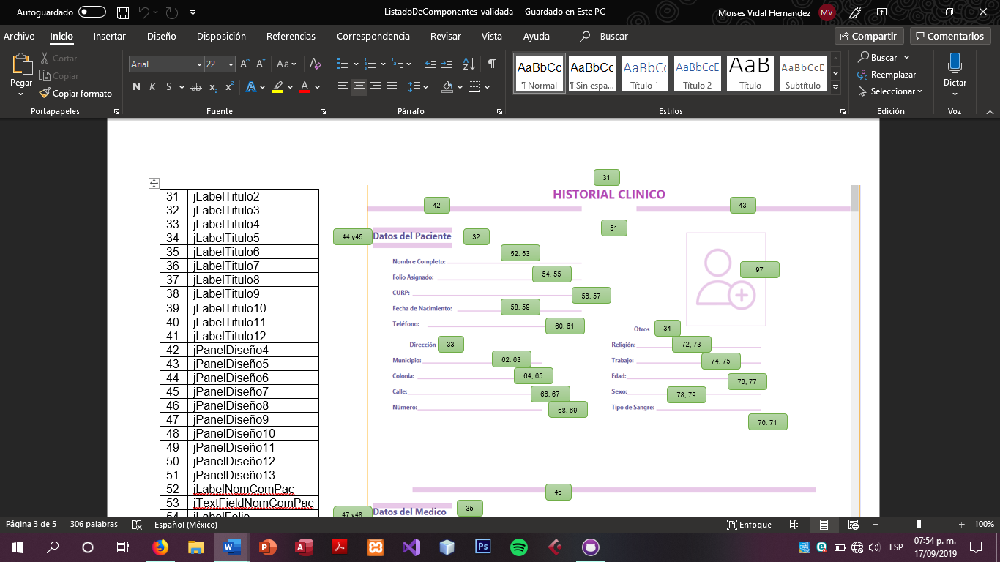 Autoguardado
ListadoDeComponentes-validada - Guardado en Este PC
Moises Vidal Hernandez
MV
Archivo Inicio Insertar Diseño Disposición Referencias Correspondencia Revisar Vista Ayuda Buscar
Compartir Comentarios
Pegar
Cortar
Copiar
Copiar formato
Portapapeles
Arial 22
Aa
N K S ab x₂ x² A A
Fuente
Párrafo
AaBbCc AaBbCc AaBbC AaBbCcD AaB AaBbCcD
¶ Normal ¶ Sin espa... Título 1 Título 2 Título Subtítulo
Estilos
Buscar
Reemplazar
Seleccionar
Edición
Dictar
Voz
31 jLabelTitulo2
32 jLabelTitulo3
33 jLabelTitulo4
34 jLabelTitulo5
35 jLabelTitulo6
36 jLabelTitulo7
37 jLabelTitulo8
38 jLabelTitulo9
39 jLabelTitulo10
40 jLabelTitulo11
41 jLabelTitulo12
42 jPanelDiseño4
43 jPanelDiseño5
44 jPanelDiseño6
45 jPanelDiseño7
46 jPanelDiseño8
47 jPanelDiseño9
48 jPanelDiseño10
49 jPanelDiseño11
50 jPanelDiseño12
51 jPanelDiseño13
52 jLabelNomComPac
53 jTextFieldNomComPac
54 jLabelFolio
31
HISTORIAL CLINICO
42
43
51
44 y45
Datos del Paciente
32
52. 53
Nombre Completo:
54, 55
Folio Asignado:
97
CURP:
56. 57
58, 59
Fecha de Nacimiento:
Teléfono:
60, 61
Otros
34
Dirección
33
Religión:
72, 73
Municipio:
62. 63
Trabajo:
74, 75
Colonia:
64, 65
Edad:
76, 77
Calle:
66, 67
Sexo:
78, 79
Número:
68. 69
Tipo de Sangre:
70. 71
46
47 y48
Datos del Medico
35
Página 3 de 5 306 palabras Español (México) Enfoque 100%
ESP
07:54 p. m.
17/09/2019